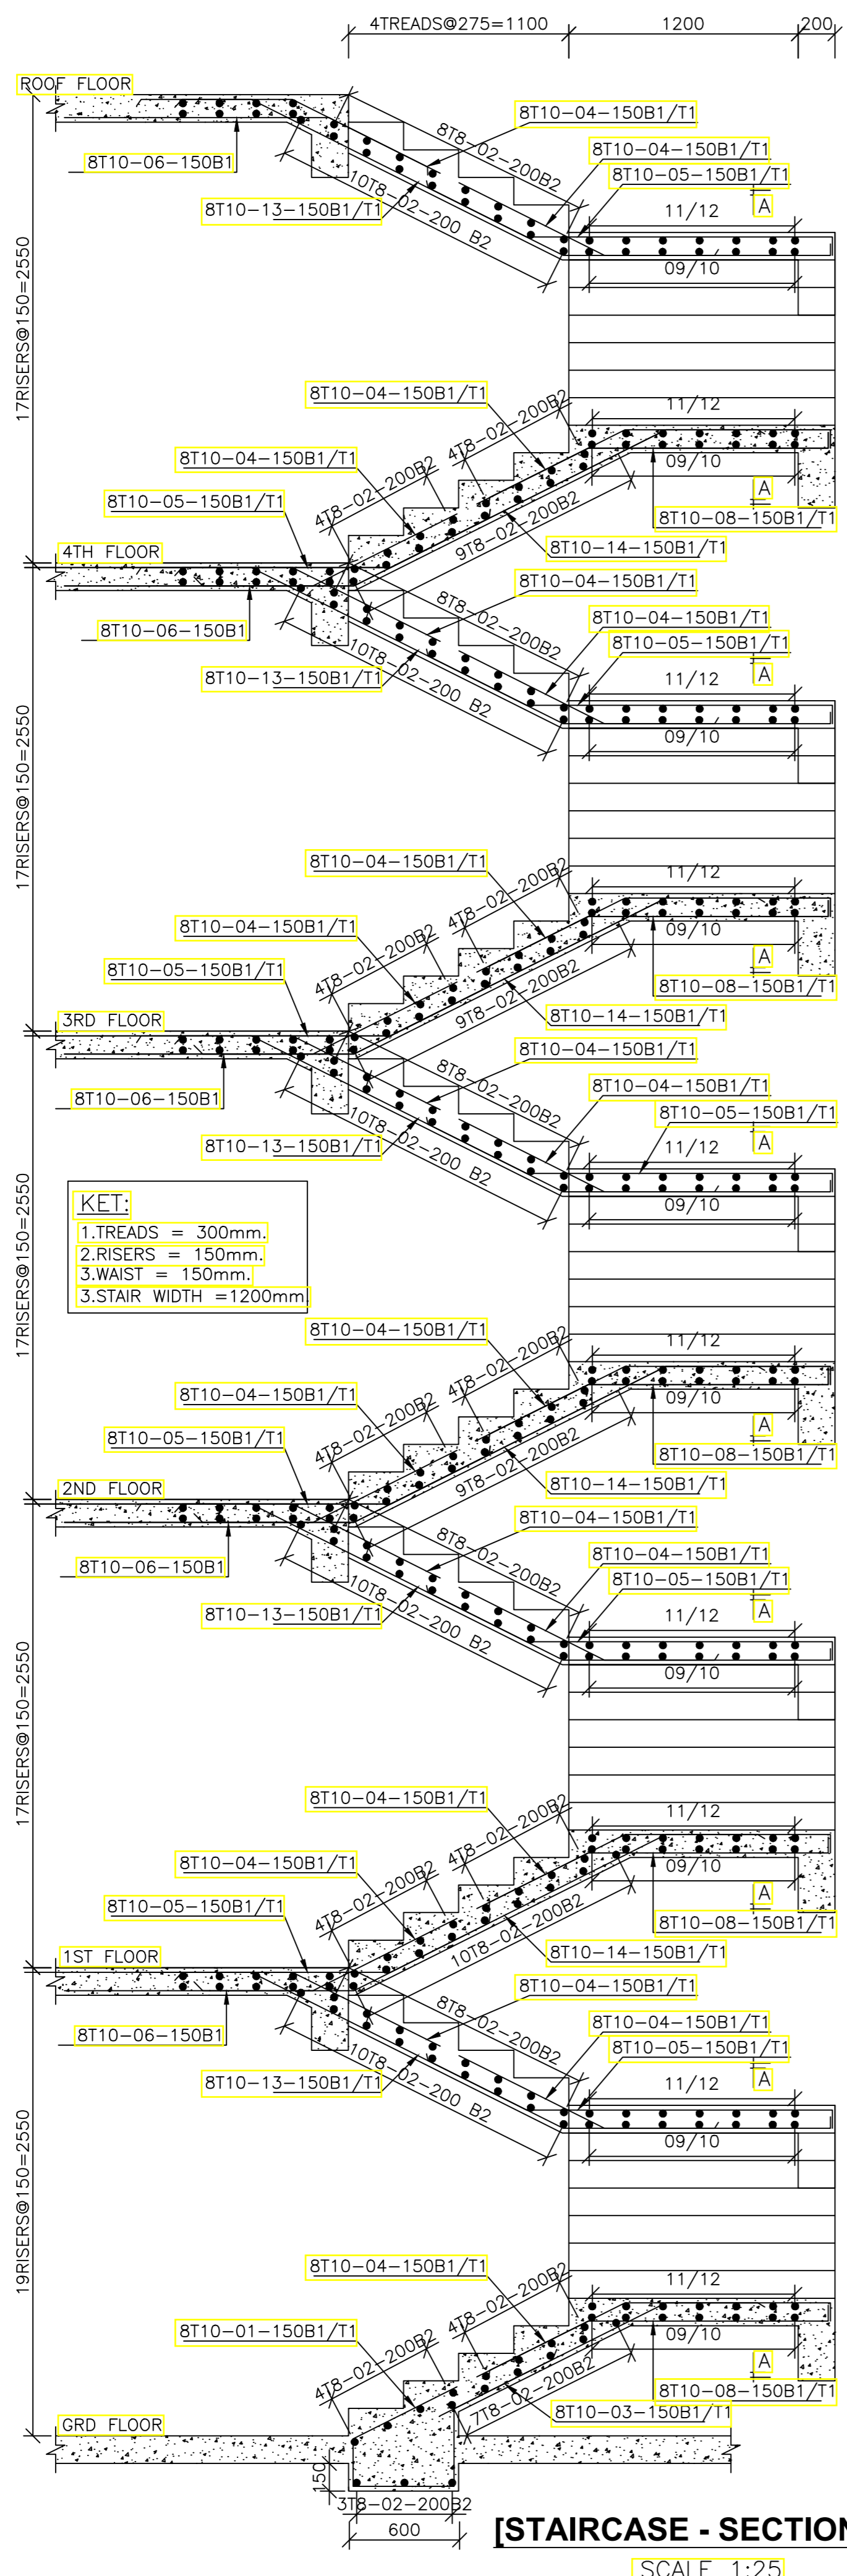 4TREADS@275=1100
1200
200
ROOF FLOOR
8T10-04-150B1/T1
8T8-02-200B2
8T10-04-150B1/T1
8T10-06-150B1
8T10-05-150B1/T1
10T8-02-200 B2
8T10-13-150B1/T1
11/12
A
09/10
17RISERS@150=2550
8T10-04-150B1/T1
11/12
4T8-02-200B2
8T10-04-150B1/T1
4T8-02-200B2
09/10
A
8T10-05-150B1/T1
9T8-02-200B2
8T10-08-150B1/T1
8T10-14-150B1/T1
4TH FLOOR
8T10-04-150B1/T1
8T8-02-200B2
8T10-04-150B1/T1
8T10-06-150B1
8T10-05-150B1/T1
10T8-02-200 B2
8T10-13-150B1/T1
11/12
A
09/10
17RISERS@150=2550
8T10-04-150B1/T1
11/12
4T8-02-200B2
8T10-04-150B1/T1
4T8-02-200B2
09/10
A
8T10-05-150B1/T1
9T8-02-200B2
8T10-08-150B1/T1
8T10-14-150B1/T1
3RD FLOOR
8T10-04-150B1/T1
8T8-02-200B2
8T10-04-150B1/T1
8T10-06-150B1
8T10-05-150B1/T1
10T8-02-200 B2
8T10-13-150B1/T1
11/12
A
09/10
KET:
1.TREADS = 300mm.
2.RISERS = 150mm.
3.WAIST = 150mm.
3.STAIR WIDTH =1200mm.
17RISERS@150=2550
8T10-04-150B1/T1
11/12
4T8-02-200B2
8T10-04-150B1/T1
4T8-02-200B2
09/10
A
8T10-05-150B1/T1
9T8-02-200B2
8T10-08-150B1/T1
8T10-14-150B1/T1
2ND FLOOR
8T10-04-150B1/T1
8T8-02-200B2
8T10-04-150B1/T1
8T10-06-150B1
8T10-05-150B1/T1
10T8-02-200 B2
8T10-13-150B1/T1
11/12
A
09/10
17RISERS@150=2550
8T10-04-150B1/T1
11/12
4T8-02-200B2
8T10-04-150B1/T1
4T8-02-200B2
09/10
A
8T10-05-150B1/T1
10T8-02-200B2
8T10-08-150B1/T1
8T10-14-150B1/T1
1ST FLOOR
8T10-04-150B1/T1
8T8-02-200B2
8T10-04-150B1/T1
8T10-06-150B1
8T10-05-150B1/T1
10T8-02-200 B2
8T10-13-150B1/T1
11/12
A
09/10
19RISERS@150=2550
8T10-04-150B1/T1
11/12
4T8-02-200B2
8T10-01-150B1/T1
4T8-02-200B2
09/10
A
7T8-02-200B2
8T10-08-150B1/T1
8T10-03-150B1/T1
GRD FLOOR
150
3T8-02-200B2
600
[STAIRCASE - SECTION
SCALE 1:25